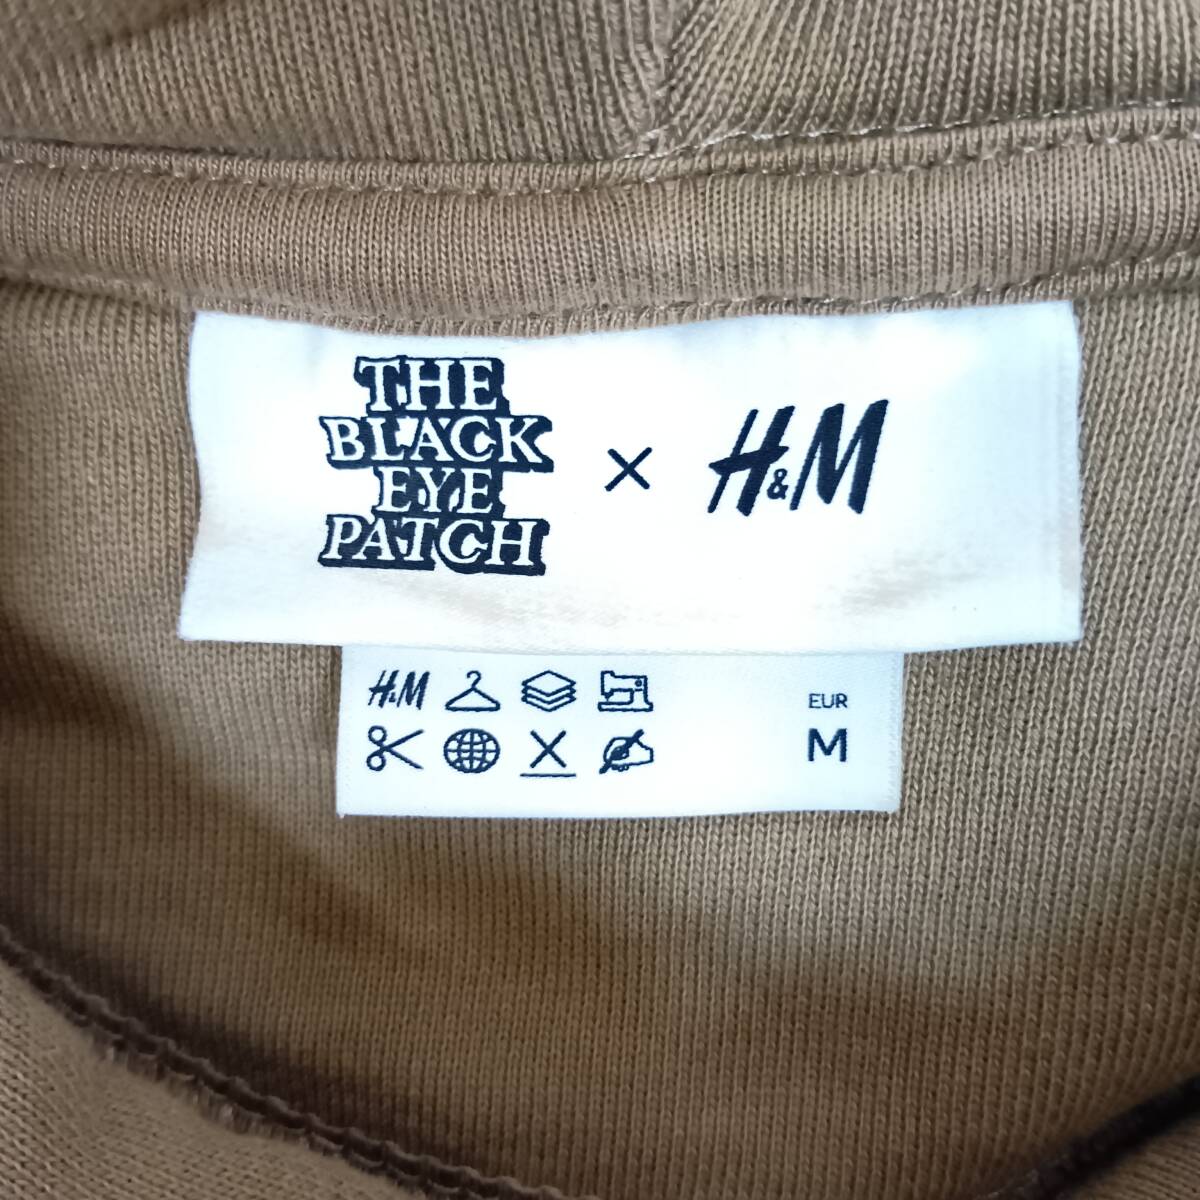 THE
BLACK
EYE
PATCH
× H&M
H&M
EUR
M